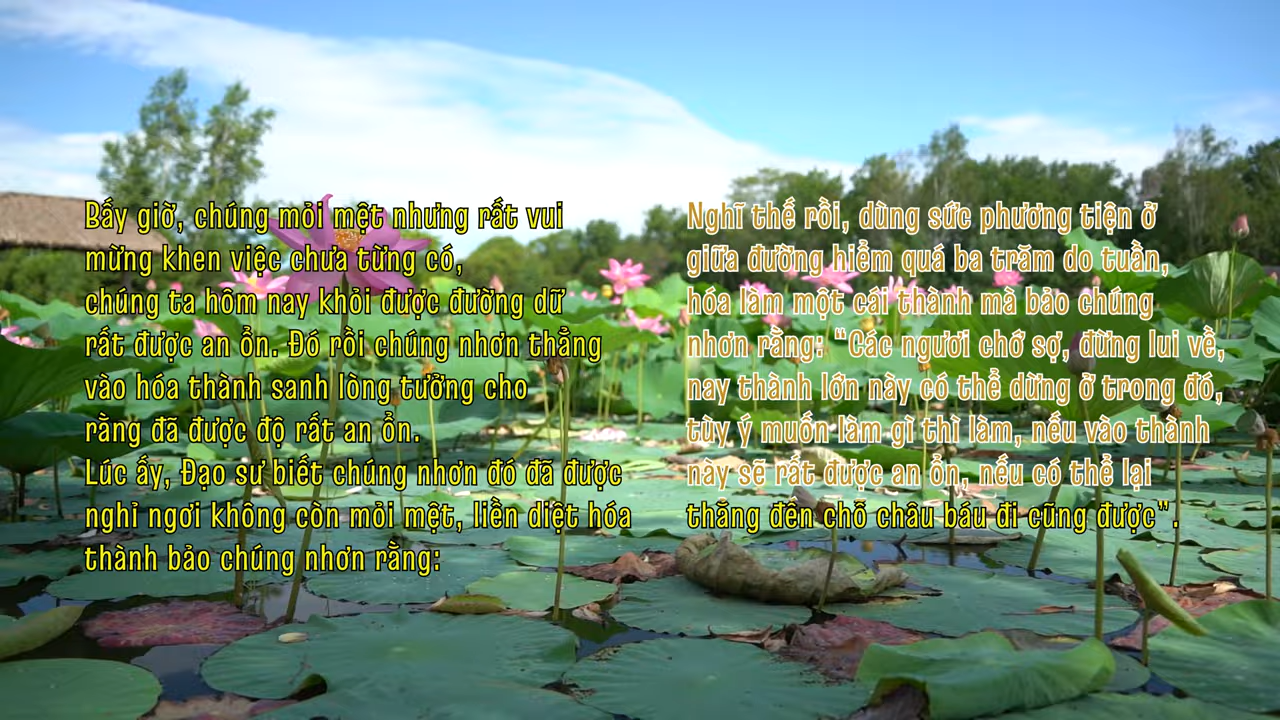 Bấy giờ, chúng mỏi mệt nhưng rất vui
mừng khen việc chưa từng có,
chúng ta hôm nay khỏi được đường dữ
rất được an ổn. Đó rồi chúng nhơn thẳng
vào hóa thành sanh lòng tưỡng cho
rằng đã được độ rất an ổn.
Lúc ấy, Đạo sư biết chúng nhơn đó đã được
nghỉ ngơi không còn mỏi mệt, liền diệt hóa
thành bảo chúng nhơn rằng:
Nghĩ thế rồi, dùng sức phương tiện ở
giữa đường hiểm quá ba trăm do tuần,
hóa làm một cái thành mà bảo chúng
nhơn rằng: “Các ngươi chớ sợ, đừng lui về,
nay thành lớn này có thể dừng ở trong đó,
tùy ý muốn làm gì thì làm, nếu vào thành
này sẽ rất được an ổn, nếu có thể lại
thẳng đến chỗ châu báu đi cũng được”.